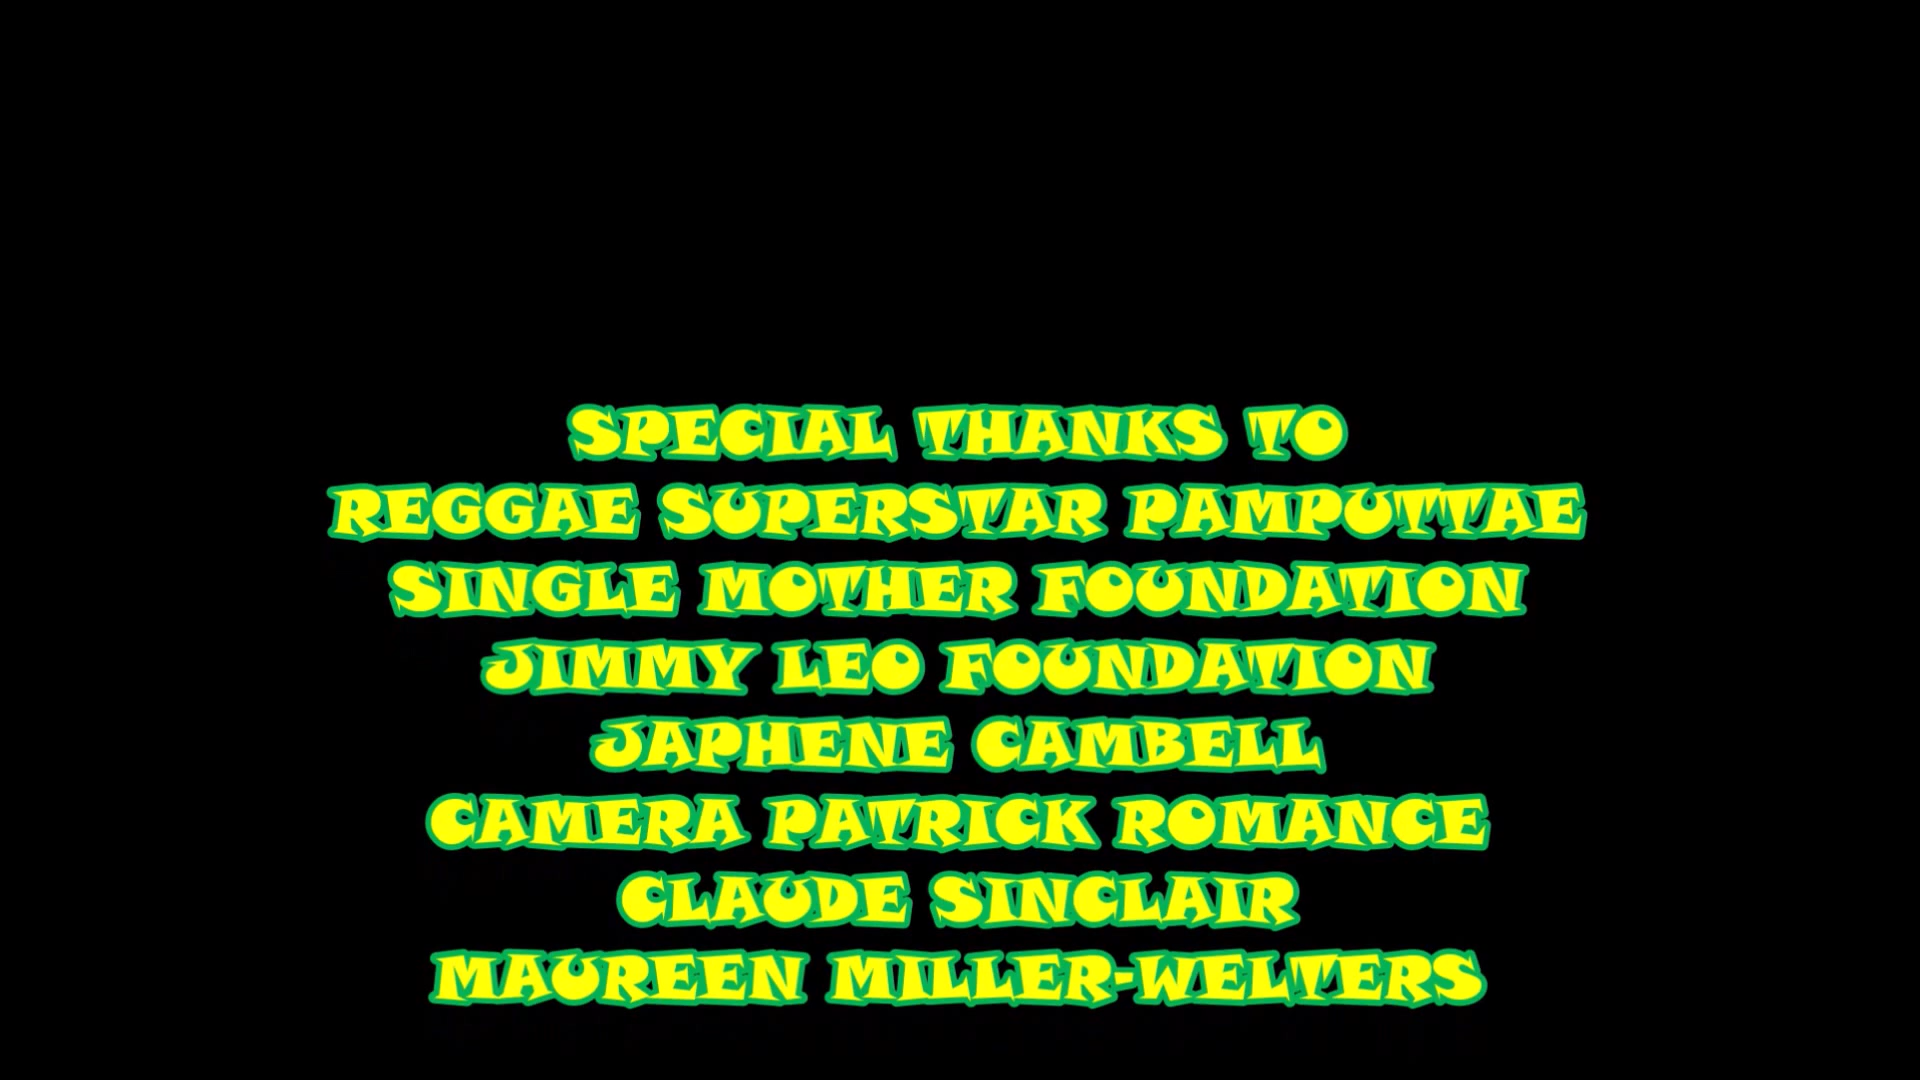 SPECIAL THANKS TO
REGGAE SUPERSTAR PAMPUTTAE
SINGLE MOTHER FOUNDATION
JIMMY LEO FOUNDATION
JAPHENE CAMBELL
CAMERA PATRICK ROMANCE
CLAUDE SINCLAIR
MAUREEN MILLER-WELTERS